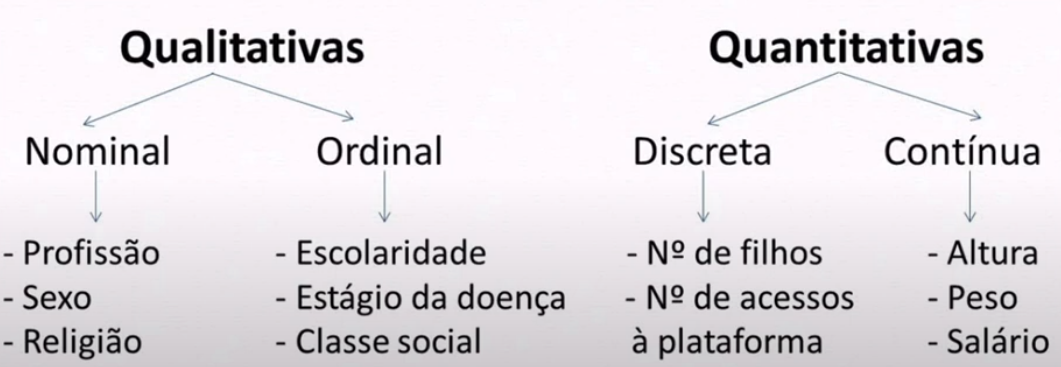 Qualitativas
Nominal
Ordinal
- Profissão
- Sexo
- Religião
- Escolaridade
- Estágio da doença
- Classe social
Quantitativas
Discreta
Contínua
- Nº de filhos
- Nº de acessos
à plataforma
- Altura
- Peso
- Salário